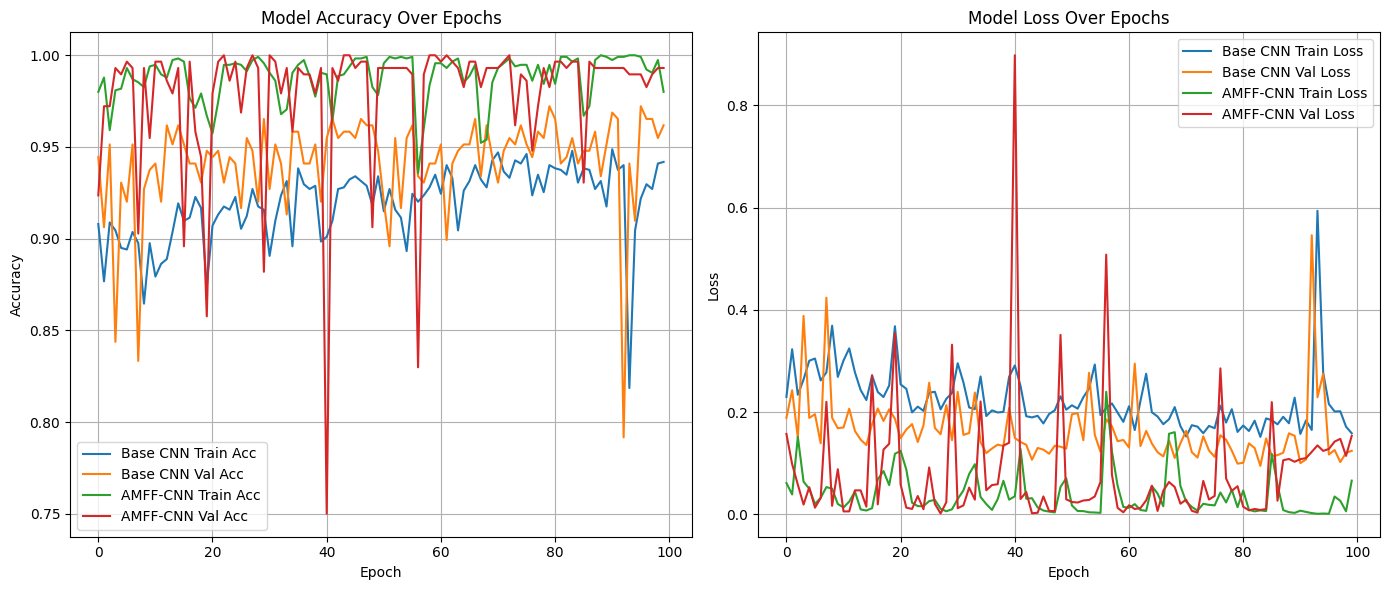 Model Accuracy Over Epochs
Accuracy
1.00
0.95
0.90
0.85
0.80
0.75
Base CNN Train Acc
Base CNN Val Acc
AMFF-CNN Train Acc
AMFF-CNN Val Acc
0 20 40 60 80 100
Epoch
Model Loss Over Epochs
Loss
0.8
0.6
0.4
0.2
0.0
Base CNN Train Loss
Base CNN Val Loss
AMFF-CNN Train Loss
AMFF-CNN Val Loss
0 20 40 60 80 100
Epoch